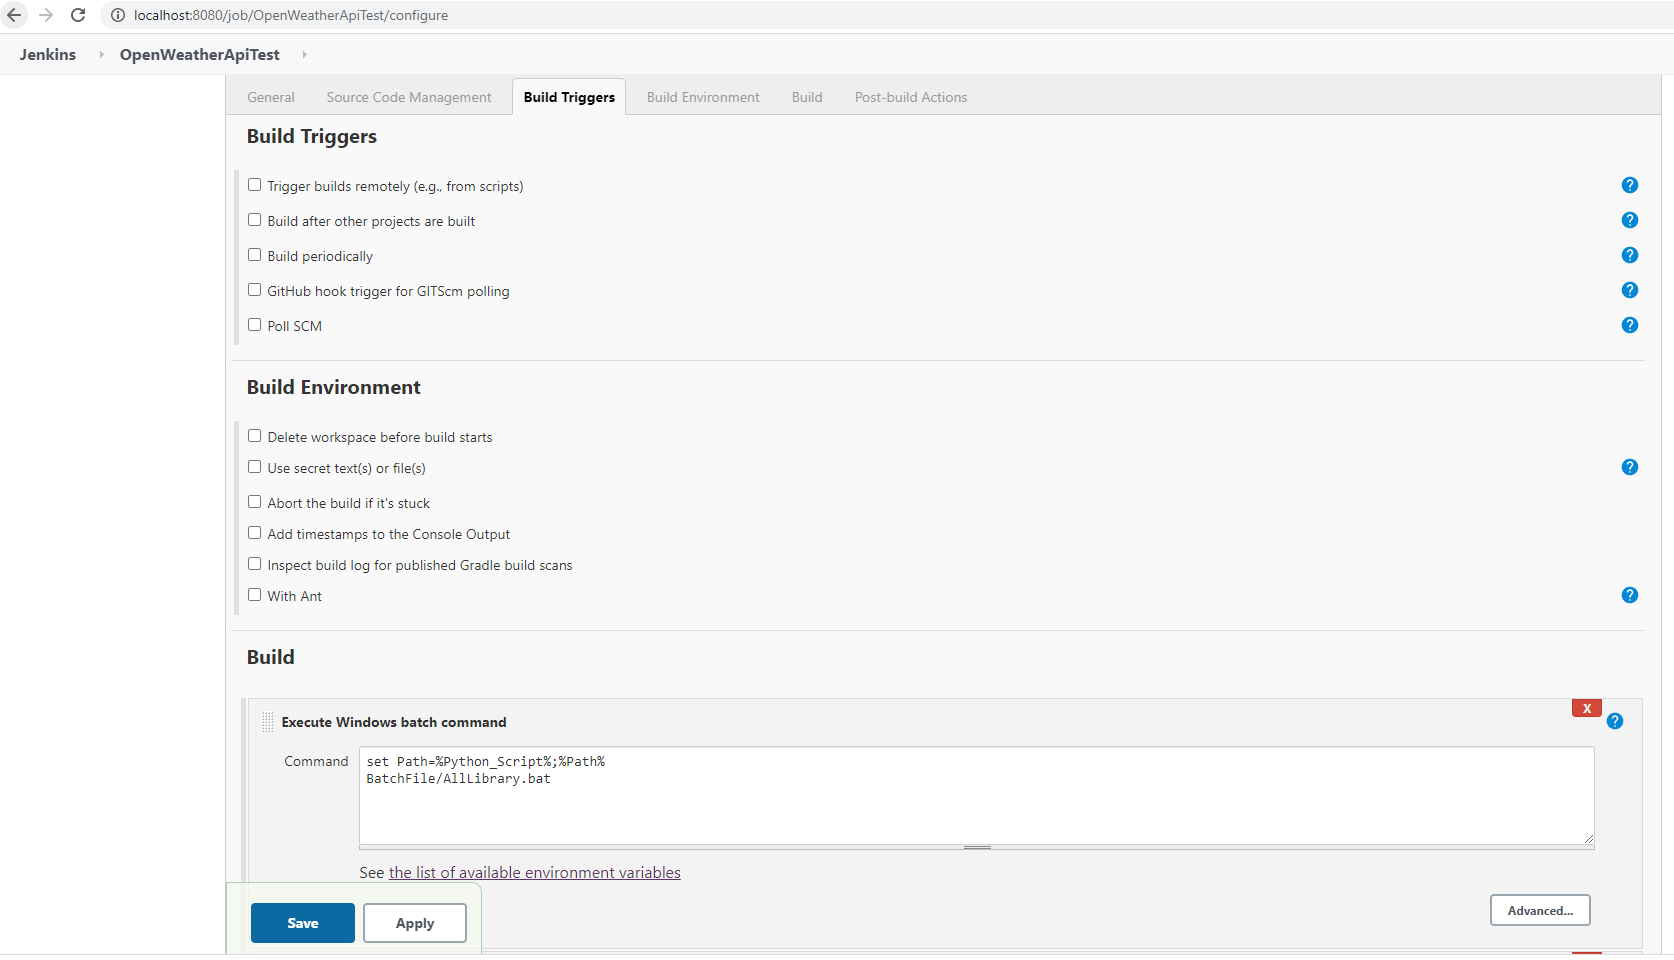 localhost:8080/job/OpenWeatherApiTest/configure
Jenkins OpenWeatherApiTest
General Source Code Management Build Triggers Build Environment Build Post-build Actions
Build Triggers
Trigger builds remotely (e.g., from scripts) ?
Build after other projects are built ?
Build periodically ?
GitHub hook trigger for GITScm polling ?
Poll SCM ?
Build Environment
Delete workspace before build starts
Use secret text(s) or file(s) ?
Abort the build if it's stuck
Add timestamps to the Console Output
Inspect build log for published Gradle build scans
With Ant ?
Build
X
Execute Windows batch command ?
Command set Path=%Python_Script%;%Path%
BatchFile/AllLibrary.bat
See the list of available environment variables
Save Apply Advanced...